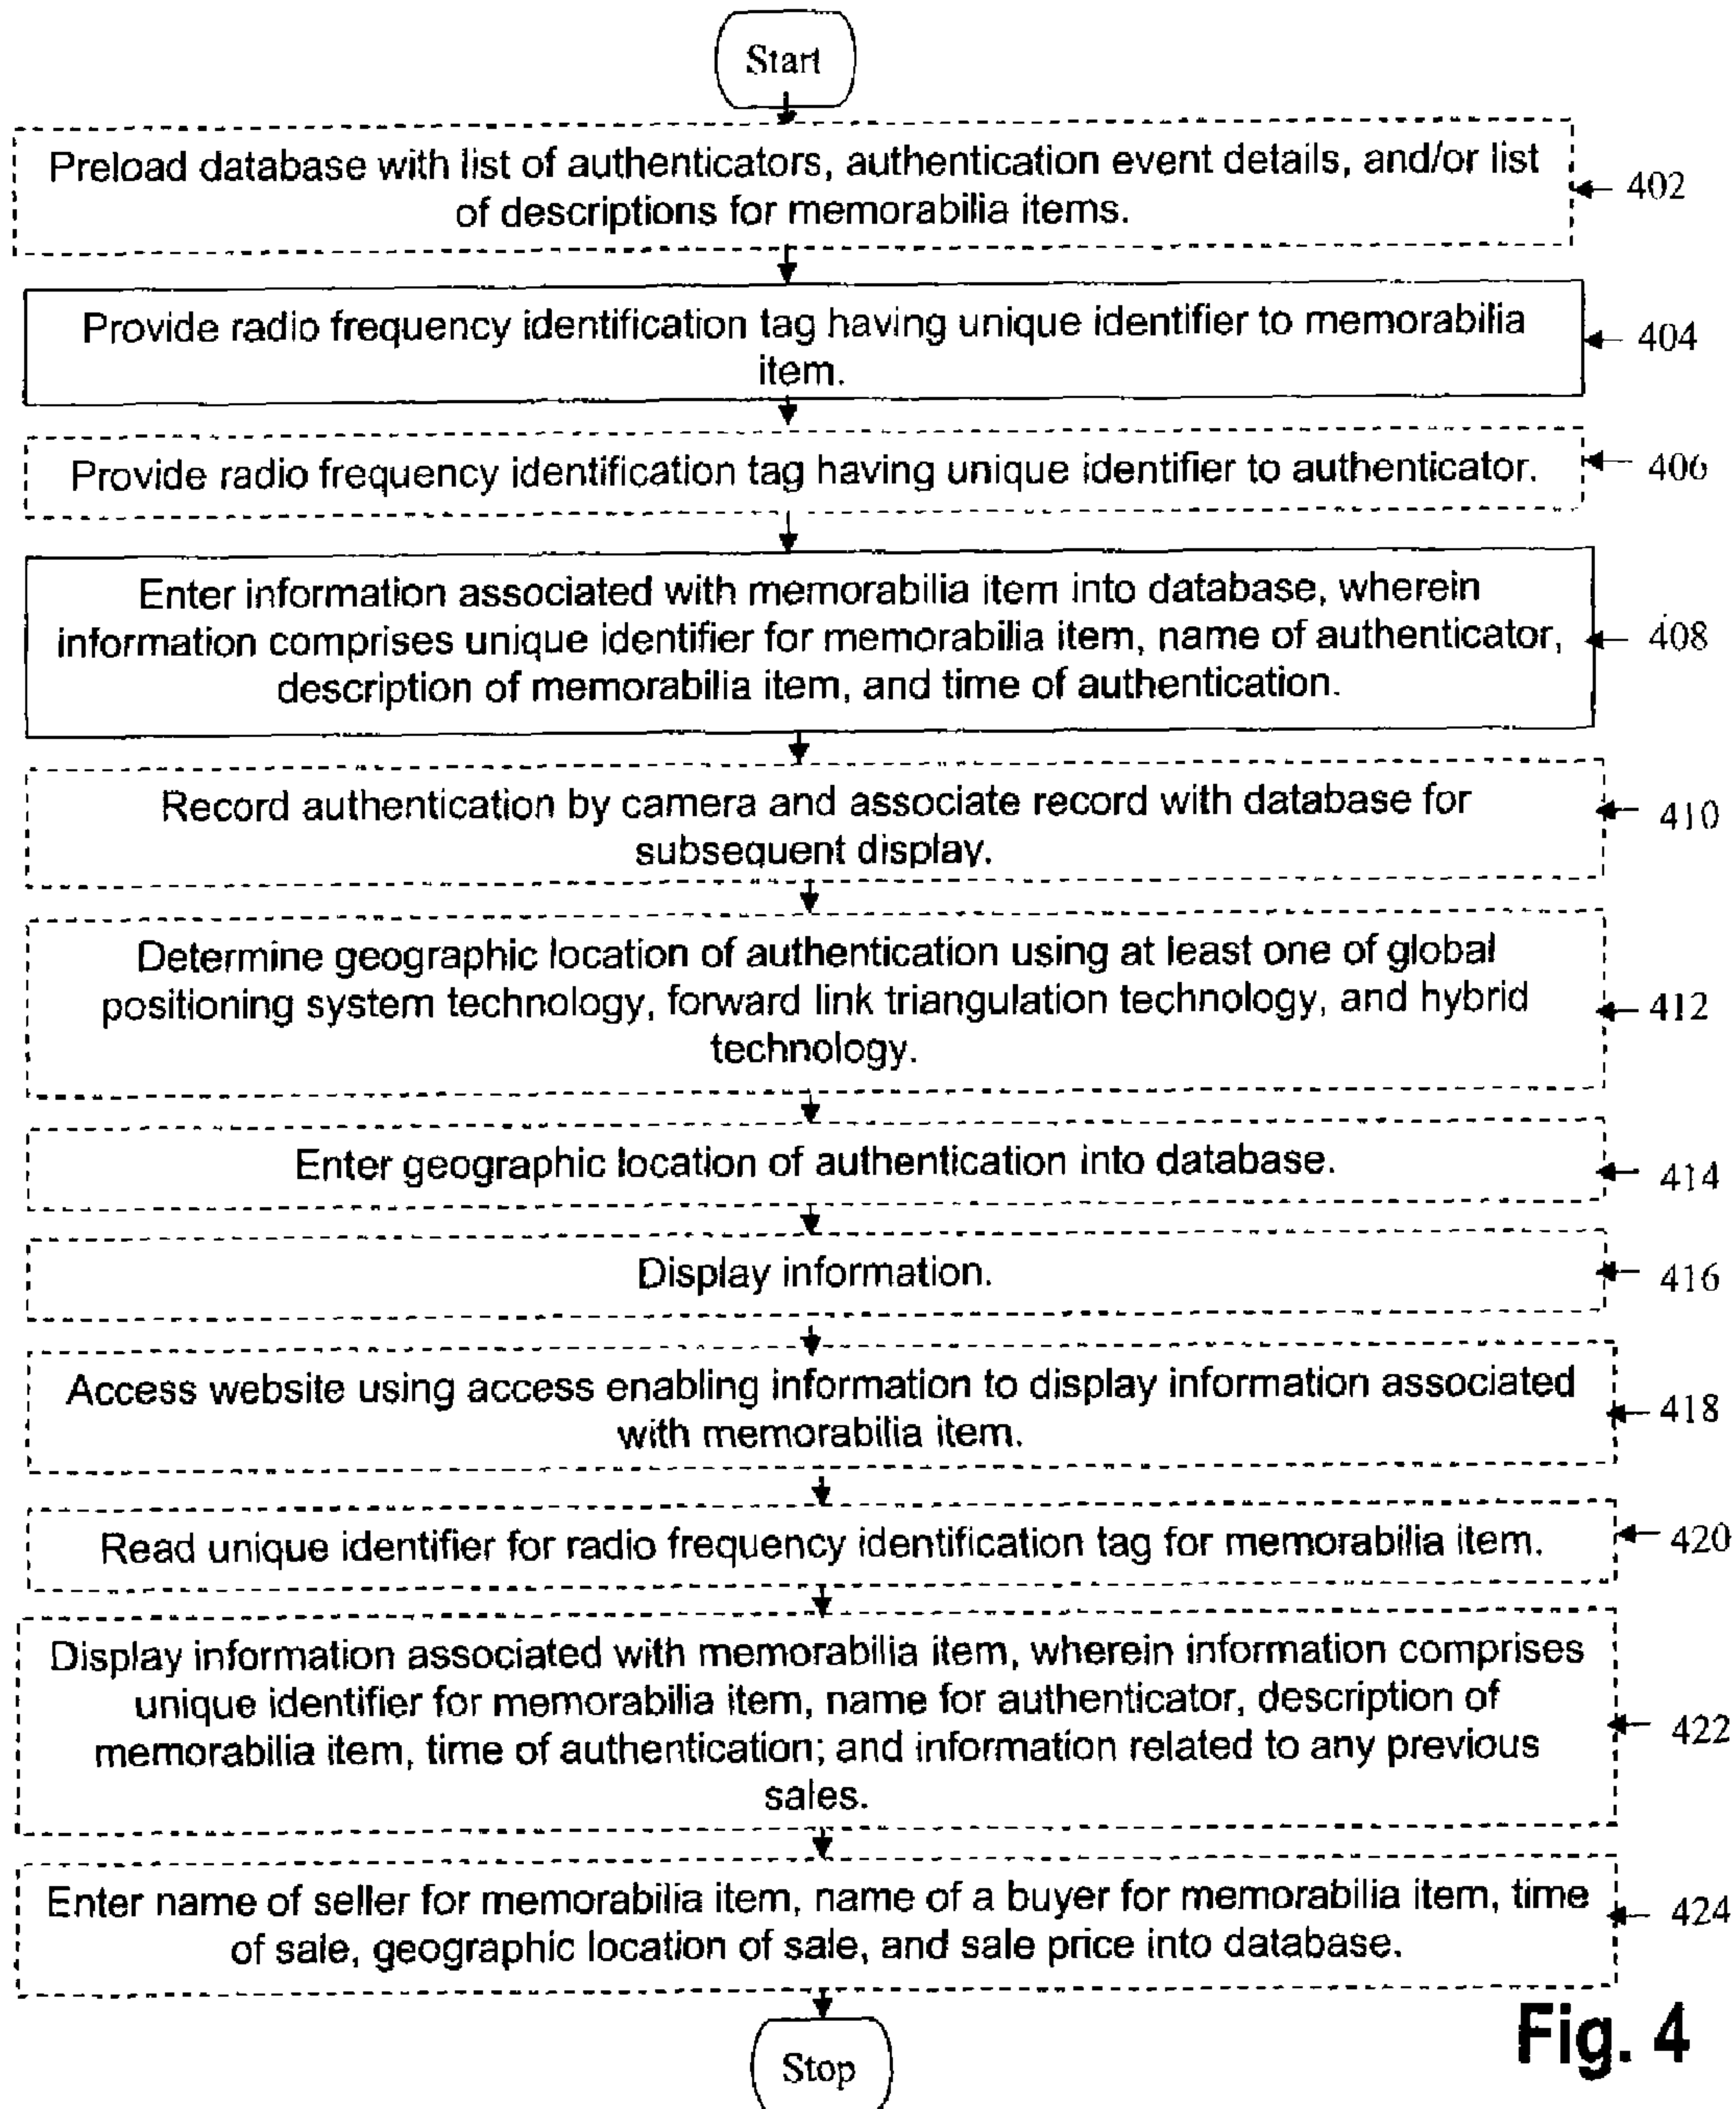 Start
Preload database with list of authenticators, authentication event details, and/or list
of descriptions for memorabilia items.
402
Provide radio frequency identification tag having unique identifier to memorabilia
item.
404
Provide radio frequency identification tag having unique identifier to authenticator.
406
Enter information associated with memorabilia item into database, wherein
information comprises unique identifier for memorabilia item, name of authenticator,
description of memorabilia item, and time of authentication.
408
Record authentication by camera and associate record with database for
subsequent display.
410
Determine geographic location of authentication using at least one of global
positioning system technology, forward link triangulation technology, and hybrid
technology.
412
Enter geographic location of authentication into database.
414
Display information.
416
Access website using access enabling information to display information associated
with memorabilia item.
418
Read unique identifier for radio frequency identification tag for memorabilia item.
420
Display information associated with memorabilia item, wherein information comprises
unique identifier for memorabilia item, name for authenticator, description of
memorabilia item, time of authentication; and information related to any previous
sales.
422
Enter name of seller for memorabilia item, name of a buyer for memorabilia item, time
of sale, geographic location of sale, and sale price into database.
424
Stop
Fig. 4